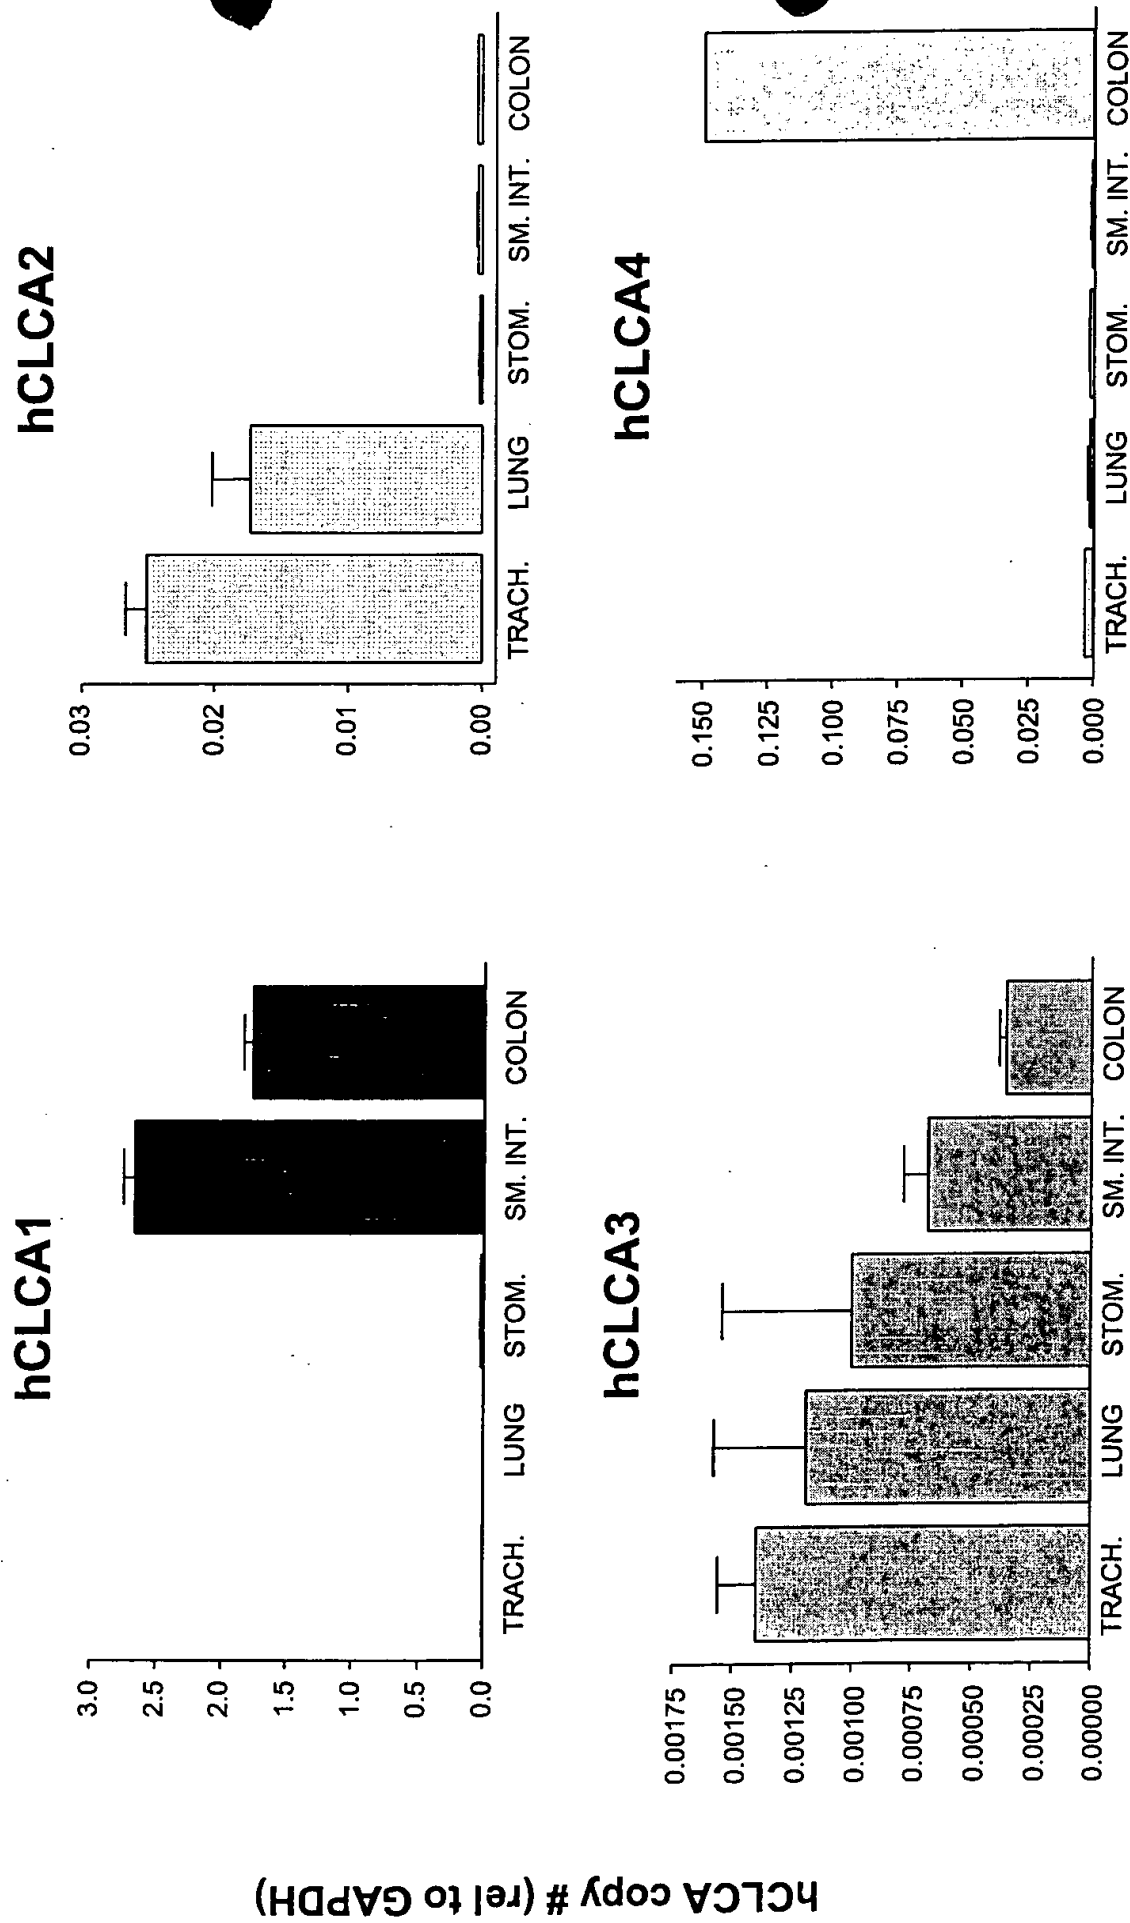 hCLCA copy # (rel to GAPDH)
hCLCA1
3.0
2.5
2.0
1.5
1.0
0.5
0.0
TRACH. LUNG STOM. SM. INT. COLON
hCLCA2
0.03
0.02
0.01
0.00
TRACH. LUNG STOM. SM. INT. COLON
hCLCA3
0.00175
0.00150
0.00125
0.00100
0.00075
0.00050
0.00025
0.00000
TRACH. LUNG STOM. SM. INT. COLON
hCLCA4
0.150
0.125
0.100
0.075
0.050
0.025
0.000
TRACH. LUNG STOM. SM. INT. COLON